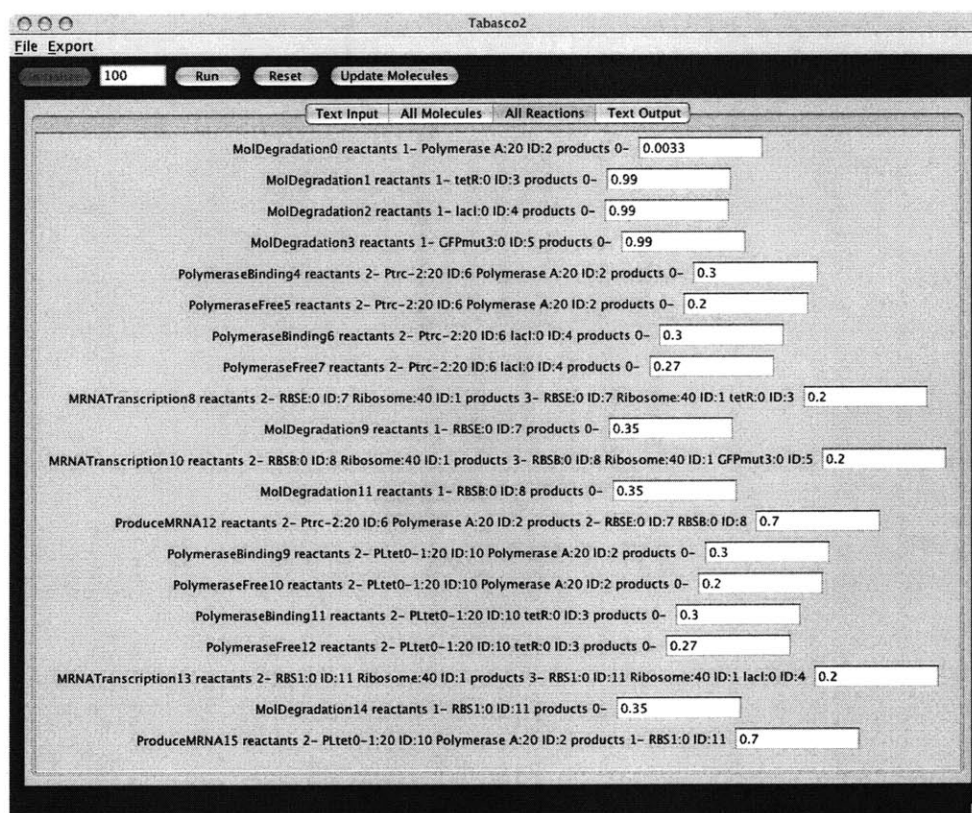 Tabasco2
File Export
Initialize 100 Run Reset Update Molecules
Text Input All Molecules All Reactions Text Output
MolDegradation0 reactants 1- Polymerase A:20 ID:2 products 0- 0.0033
MolDegradation1 reactants 1- tetR:0 ID:3 products 0- 0.99
MolDegradation2 reactants 1- lacI:0 ID:4 products 0- 0.99
MolDegradation3 reactants 1- GFPmut3:0 ID:5 products 0- 0.99
PolymeraseBinding4 reactants 2- Ptrc-2:20 ID:6 Polymerase A:20 ID:2 products 0- 0.3
PolymeraseFree5 reactants 2- Ptrc-2:20 ID:6 Polymerase A:20 ID:2 products 0- 0.2
PolymeraseBinding6 reactants 2- Ptrc-2:20 ID:6 lacI:0 ID:4 products 0- 0.3
PolymeraseFree7 reactants 2- Ptrc-2:20 ID:6 lacI:0 ID:4 products 0- 0.27
MRNATranscription8 reactants 2- RBSE:0 ID:7 Ribosome:40 ID:1 products 3- RBSE:0 ID:7 Ribosome:40 ID:1 tetR:0 ID:3 0.2
MolDegradation9 reactants 1- RBSE:0 ID:7 products 0- 0.35
MRNATranscription10 reactants 2- RBSB:0 ID:8 Ribosome:40 ID:1 products 3- RBSB:0 ID:8 Ribosome:40 ID:1 GFPmut3:0 ID:5 0.2
MolDegradation11 reactants 1- RBSB:0 ID:8 products 0- 0.35
ProduceMRNA12 reactants 2- Ptrc-2:20 ID:6 Polymerase A:20 ID:2 products 2- RBSE:0 ID:7 RBSB:0 ID:8 0.7
PolymeraseBinding9 reactants 2- PLtet0-1:20 ID:10 Polymerase A:20 ID:2 products 0- 0.3
PolymeraseFree10 reactants 2- PLtet0-1:20 ID:10 Polymerase A:20 ID:2 products 0- 0.2
PolymeraseBinding11 reactants 2- PLtet0-1:20 ID:10 tetR:0 ID:3 products 0- 0.3
PolymeraseFree12 reactants 2- PLtet0-1:20 ID:10 tetR:0 ID:3 products 0- 0.27
MRNATranscription13 reactants 2- RBS1:0 ID:11 Ribosome:40 ID:1 products 3- RBS1:0 ID:11 Ribosome:40 ID:1 lacI:0 ID:4 0.2
MolDegradation14 reactants 1- RBS1:0 ID:11 products 0- 0.35
ProduceMRNA15 reactants 2- PLtet0-1:20 ID:10 Polymerase A:20 ID:2 products 1- RBS1:0 ID:11 0.7